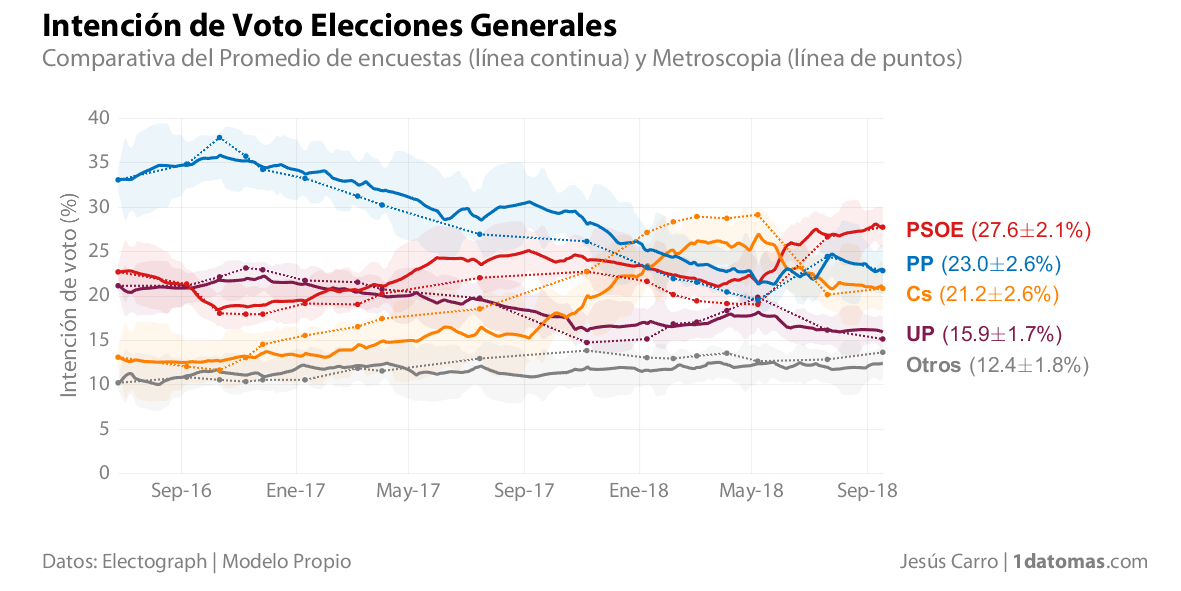 Intención de Voto Elecciones Generales
Comparativa del Promedio de encuestas (línea continua) y Metroscopia (línea de puntos)
Intención de voto (%)
40
35
30
25
20
15
10
5
0
Sep-16 Ene-17 May-17 Sep-17 Ene-18 May-18 Sep-18
PSOE (27.6±2.1%)
PP (23.0±2.6%)
Cs (21.2±2.6%)
UP (15.9±1.7%)
Otros (12.4±1.8%)
Datos: Electograph | Modelo Propio
Jesús Carro | 1datomas.com